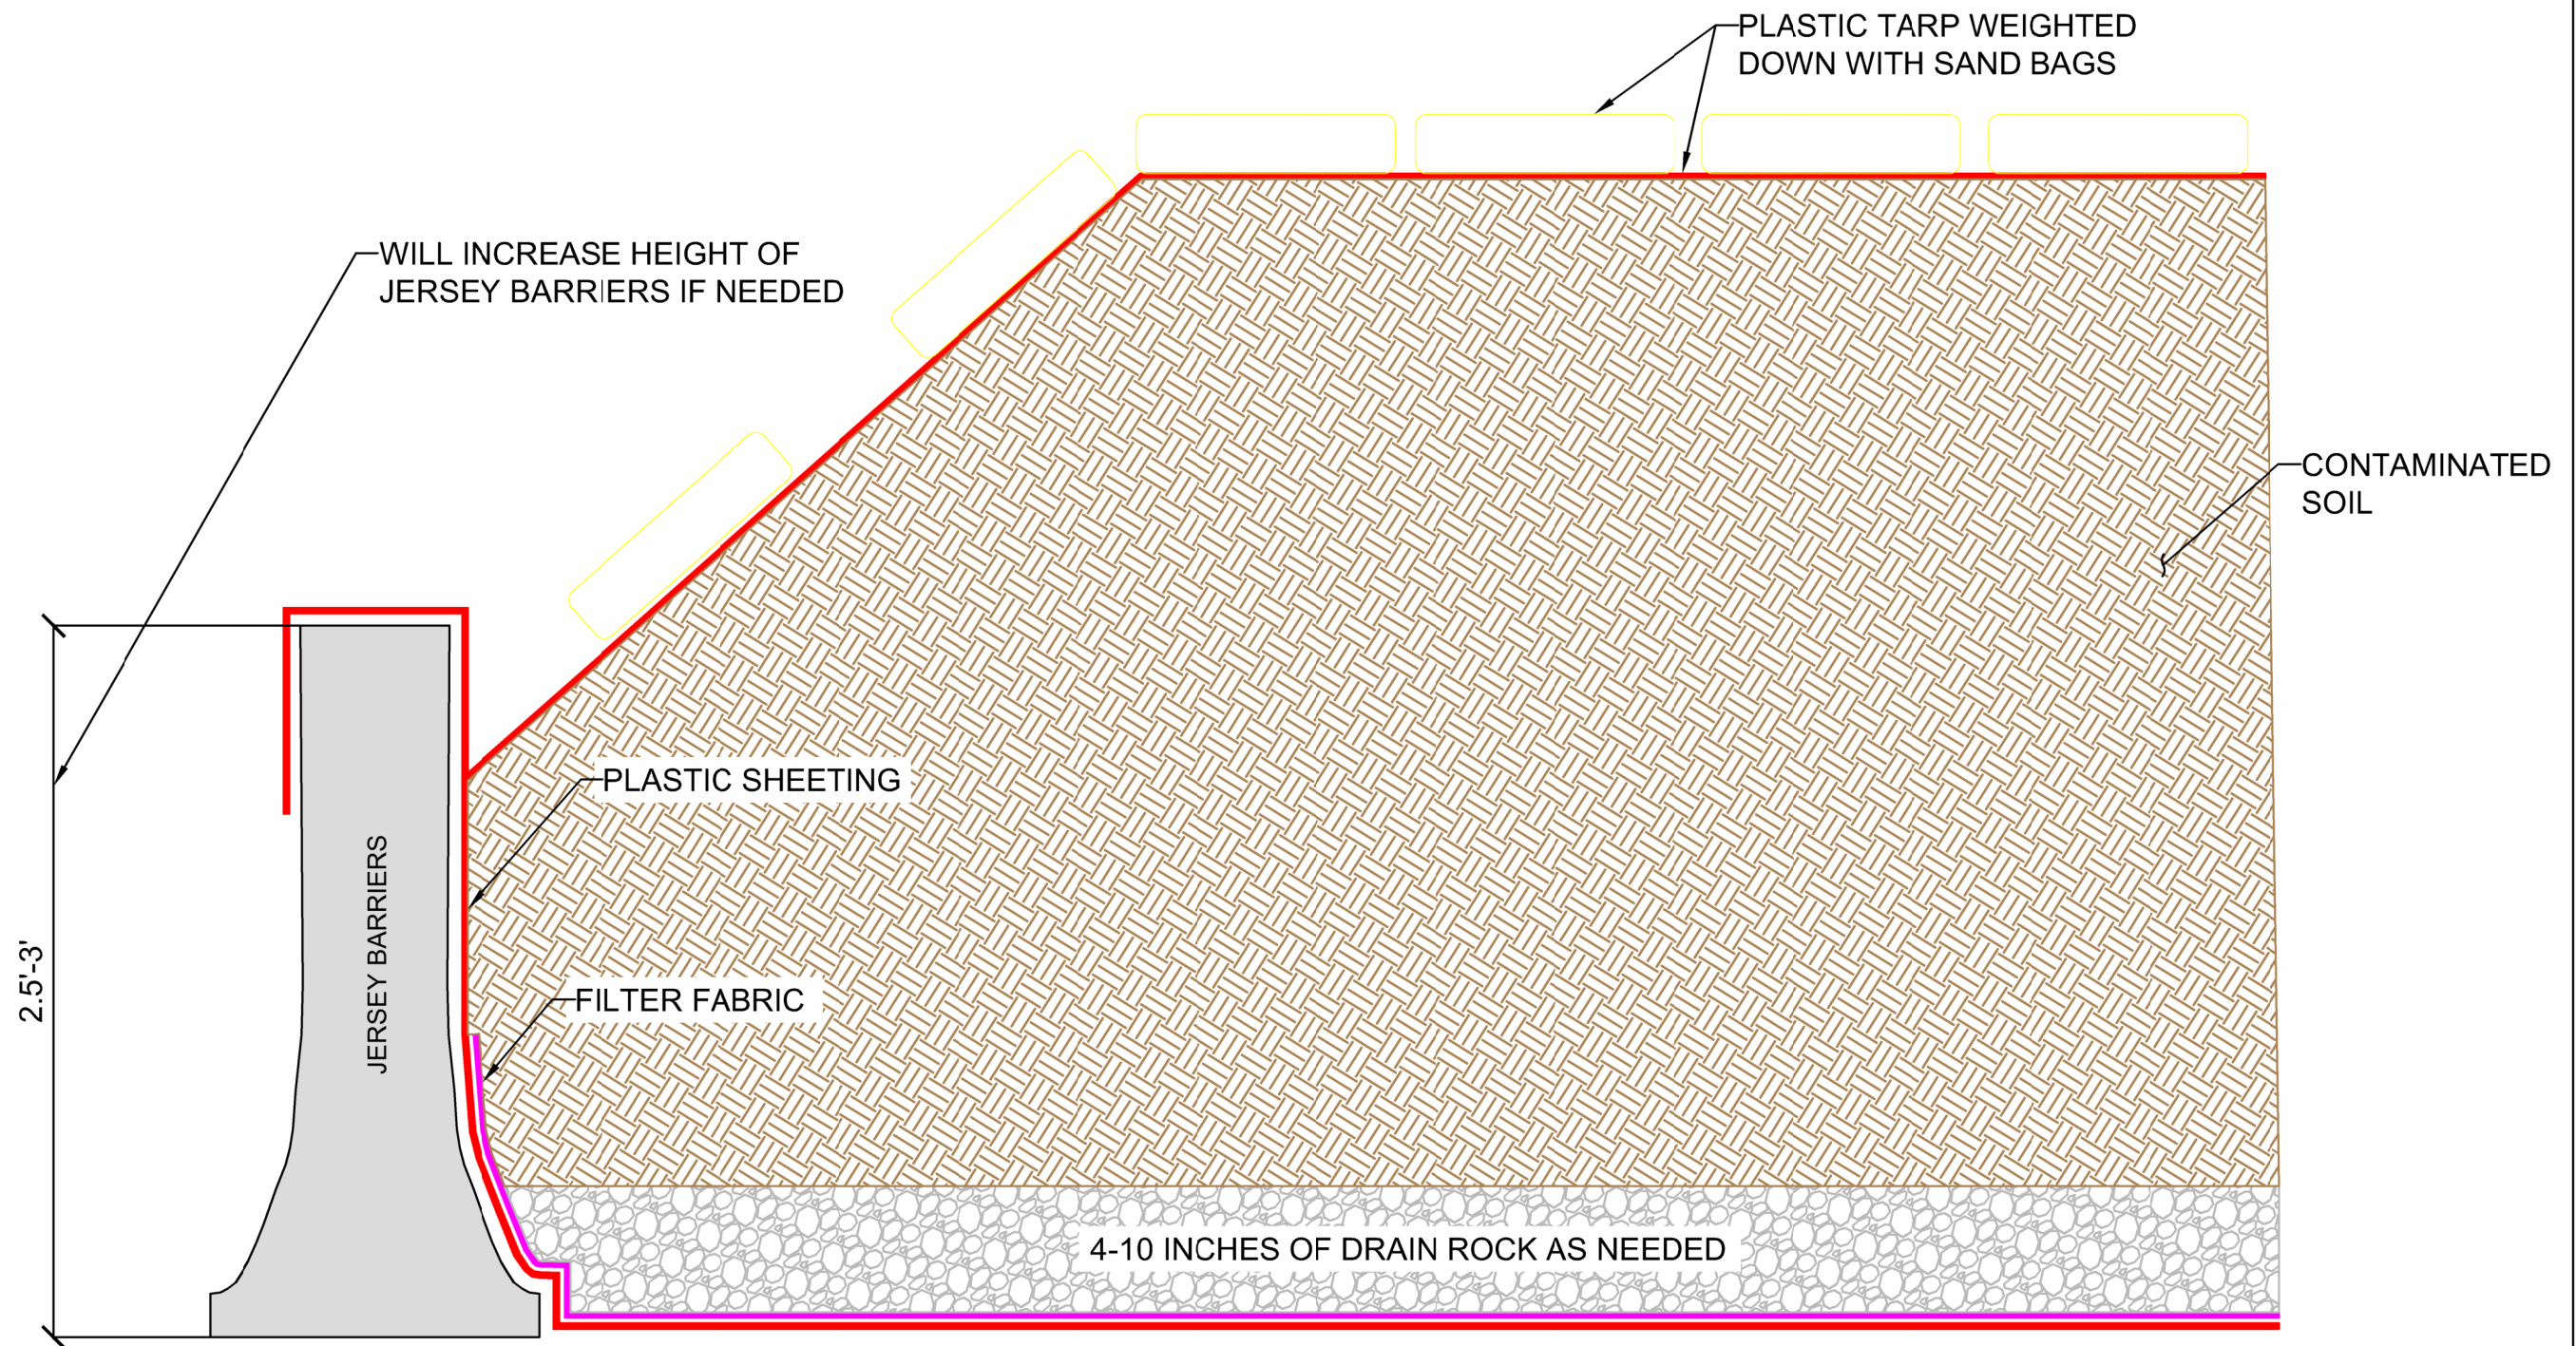 PLASTIC TARP WEIGHTED
DOWN WITH SAND BAGS
WILL INCREASE HEIGHT OF
JERSEY BARRIERS IF NEEDED
CONTAMINATED
SOIL
PLASTIC SHEETING
JERSEY BARRIERS
2.5'-3'
FILTER FABRIC
4-10 INCHES OF DRAIN ROCK AS NEEDED